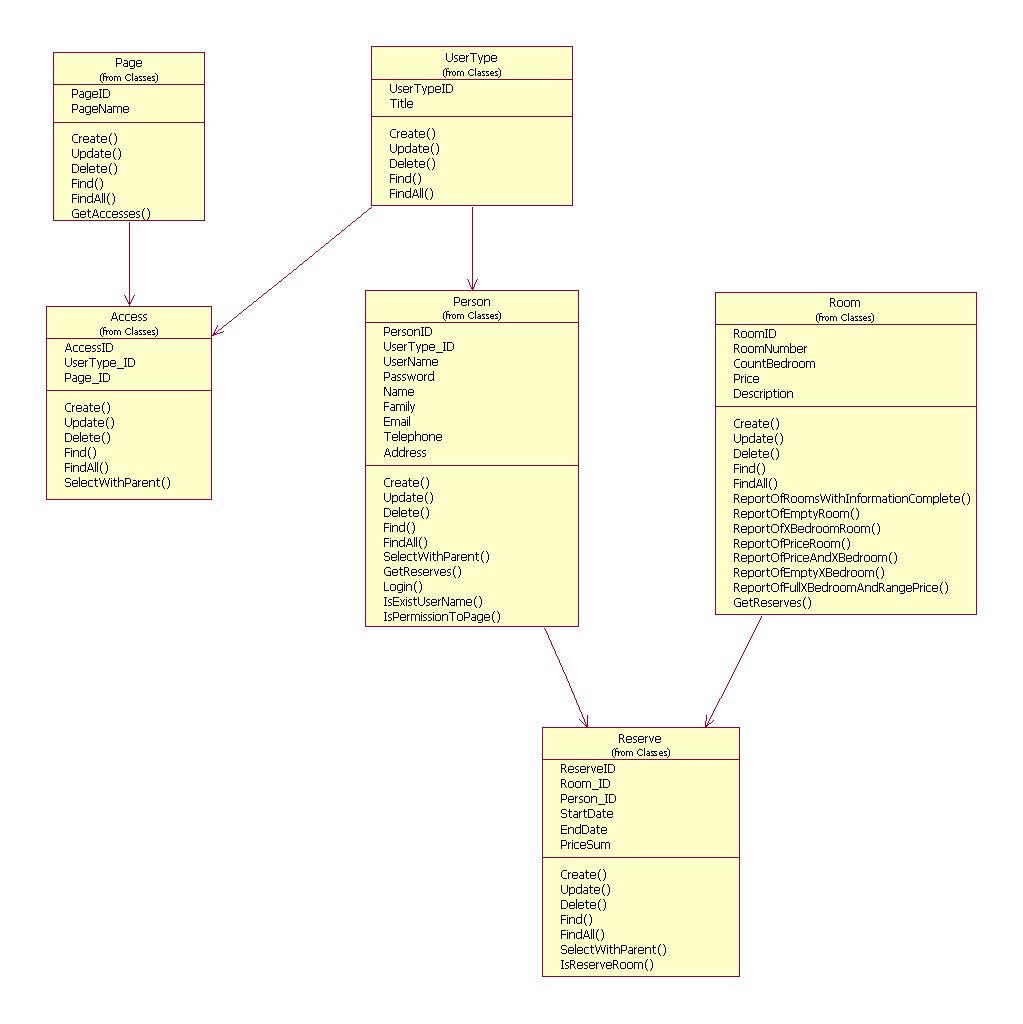 Page
(from Classes)
PageID
PageName
Create()
Update()
Delete()
Find()
FindAll()
GetAccesses()
UserType
(from Classes)
UserTypeID
Title
Create()
Update()
Delete()
Find()
FindAll()
Access
(from Classes)
AccessID
UserType_ID
Page_ID
Create()
Update()
Delete()
Find()
FindAll()
SelectWithParent()
Person
(from Classes)
PersonID
UserType_ID
UserName
Password
Name
Family
Email
Telephone
Address
Create()
Update()
Delete()
Find()
FindAll()
SelectWithParent()
GetReserves()
Login()
IsExistUserName()
IsPermissionToPage()
Room
(from Classes)
RoomID
RoomNumber
CountBedroom
Price
Description
Create()
Update()
Delete()
Find()
FindAll()
ReportOfRoomsWithInformationComplete()
ReportOfEmptyRoom()
ReportOfXBedroomRoom()
ReportOfPriceRoom()
ReportOfPriceAndXBedroom()
ReportOfEmptyXBedroom()
ReportOfFullXBedroomAndRangePrice()
GetReserves()
Reserve
(from Classes)
ReserveID
Room_ID
Person_ID
StartDate
EndDate
PriceSum
Create()
Update()
Delete()
Find()
FindAll()
SelectWithParent()
IsReserveRoom()